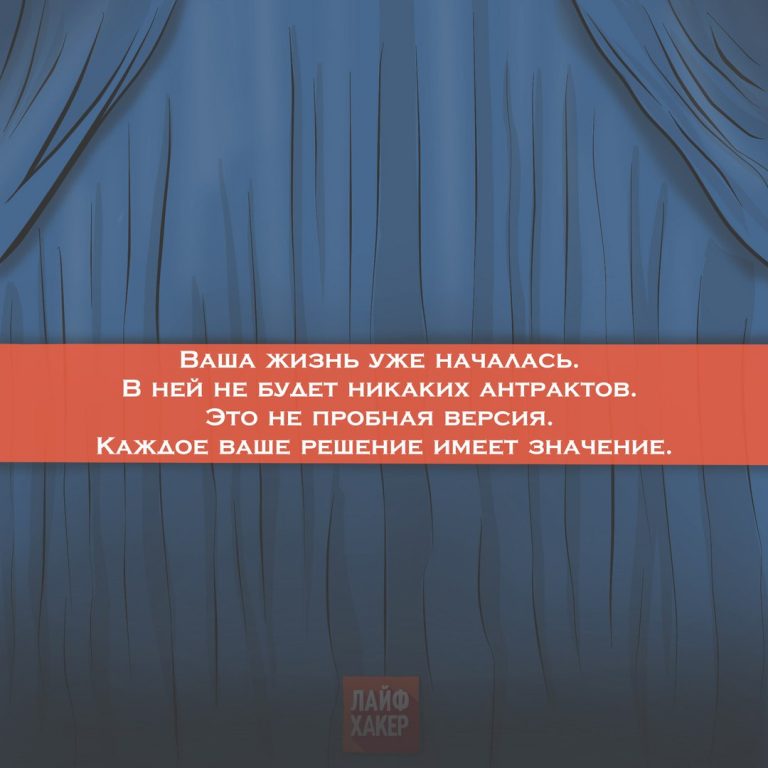 Ваша жизнь уже началась.
В ней не будет никаких антрактов.
Это не пробная версия.
Каждое ваше решение имеет значение.
ЛАЙФ
ХАКЕР